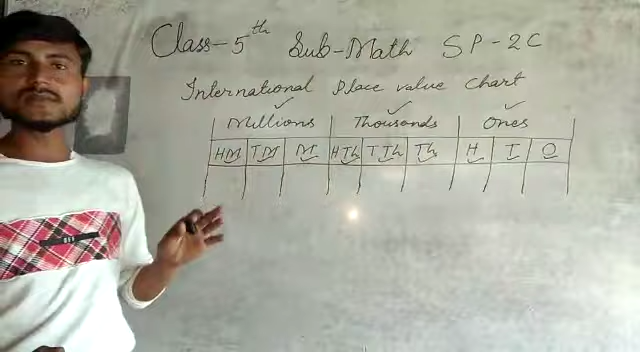 Class-5th Sub-Math SP-2C
International Place value Chart
Millions Thousands Ones
HM TM M HTh TTh Th H T O